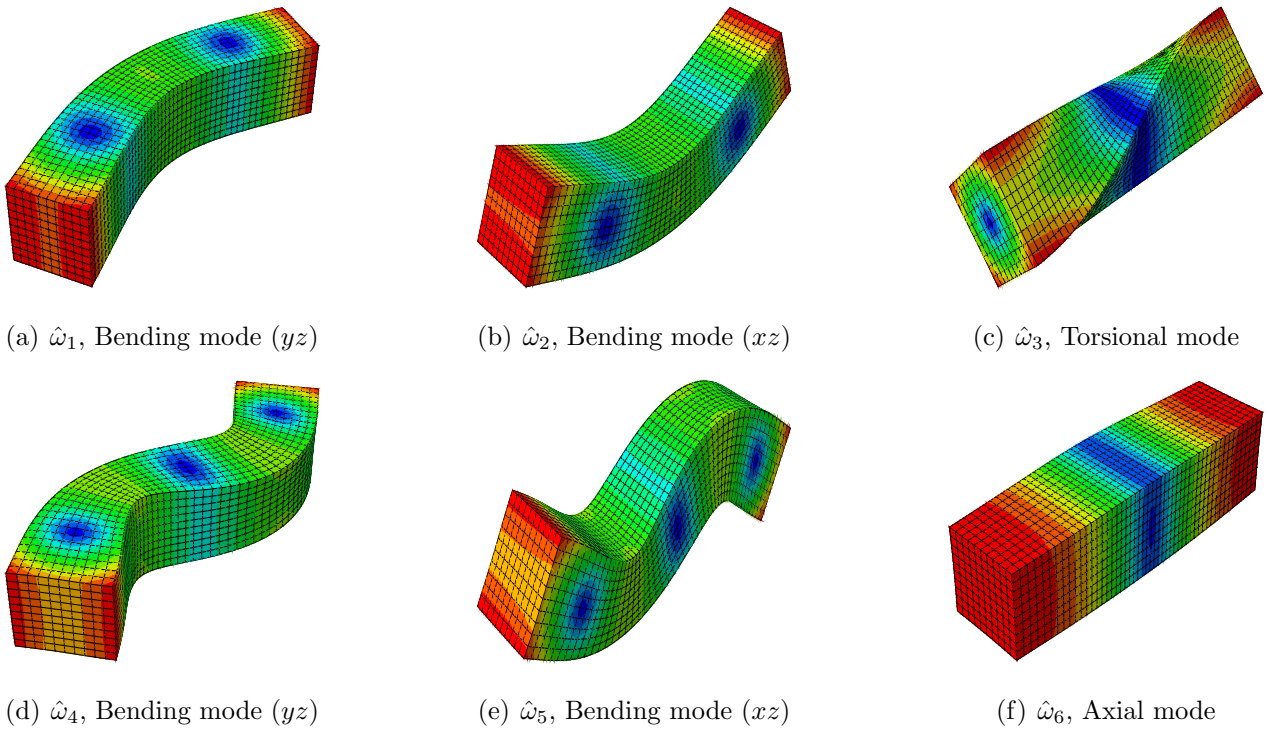 (a) ω̂₁, Bending mode (yz)
(b) ω̂₂, Bending mode (xz)
(c) ω̂₃, Torsional mode
(d) ω̂₄, Bending mode (yz)
(e) ω̂₅, Bending mode (xz)
(f) ω̂₆, Axial mode